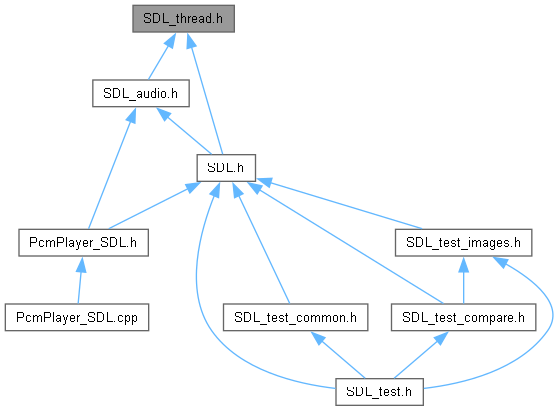 SDL_thread.h
SDL_audio.h
SDL.h
PcmPlayer_SDL.h
SDL_test_images.h
PcmPlayer_SDL.cpp
SDL_test_common.h
SDL_test_compare.h
SDL_test.h